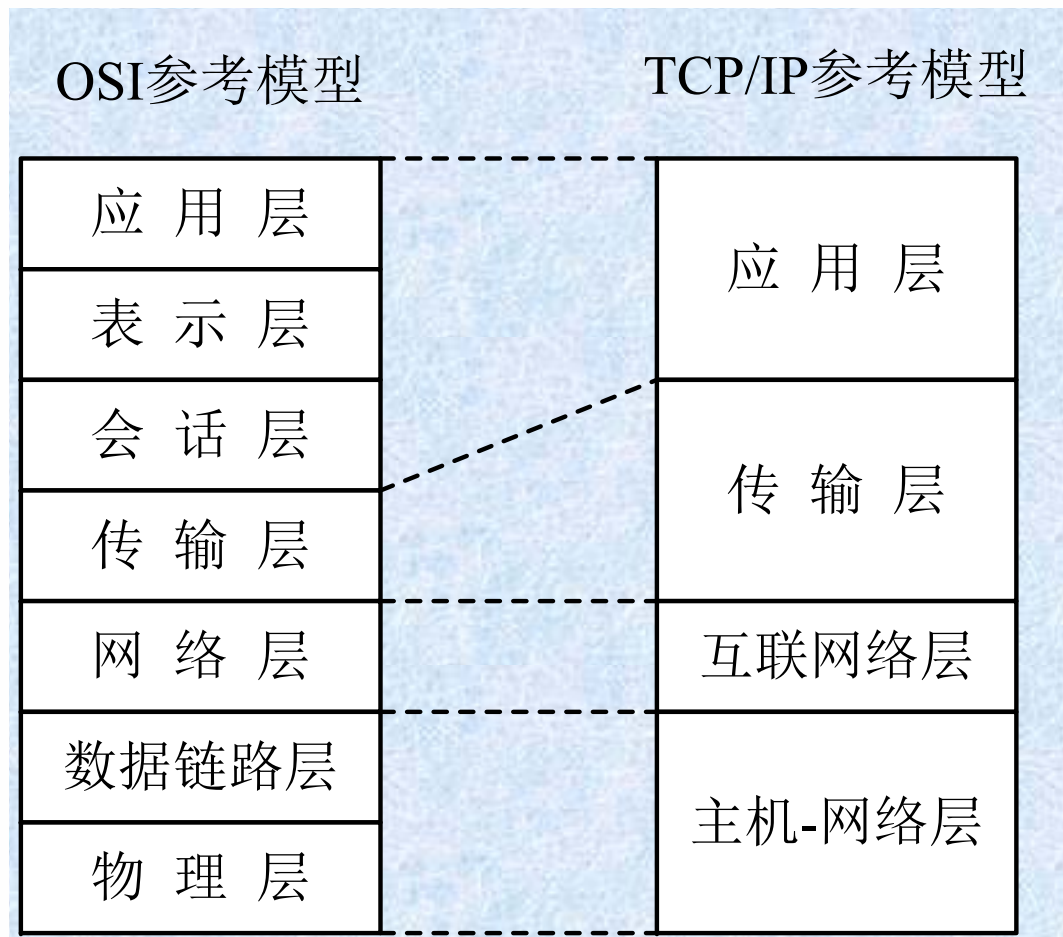 OSI参考模型
TCP/IP参考模型
应 用 层
表 示 层
会 话 层
传 输 层
网 络 层
数据链路层
物 理 层
应 用 层
传 输 层
互联网络层
主机-网络层